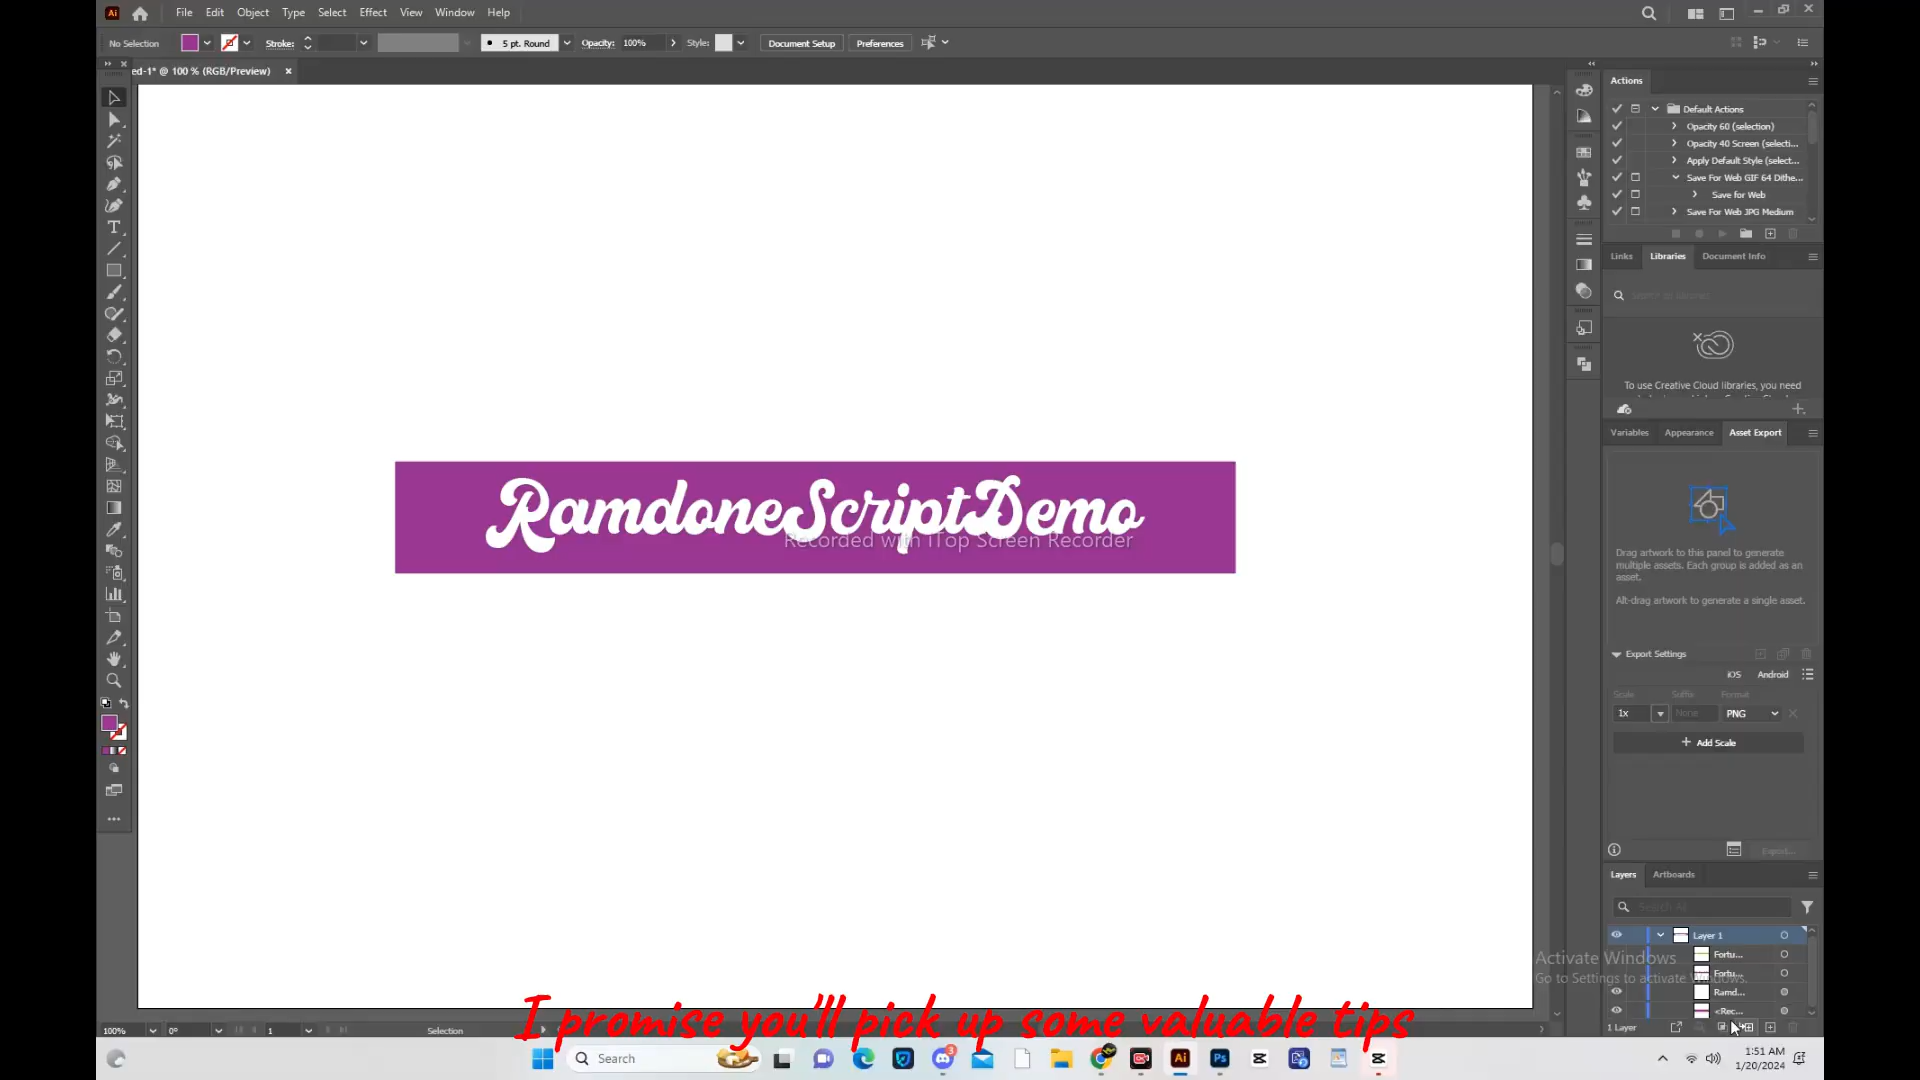 File Edit Object Type Select Effect View Window Help
No Selection Stroke: 5 pt. Round Opacity: 100% Style: Document Setup Preferences
ed-1* @ 100 % (RGB/Preview)
Actions
Default Actions
Opacity 60 (selection)
Opacity 40 Screen (selecti...
Apply Default Style (select...
Save For Web GIF 64 Dithe...
Save for Web
Save For Web JPG Medium
Links Libraries Document Info
To use Creative Cloud libraries, you need
Variables Appearance Asset Export
RamdoneScriptDemo
Recorded with iTop Screen Recorder
Drag artwork to this panel to generate
multiple assets. Each group is added as an
asset.
Alt-drag artwork to generate a single asset.
Export Settings
iOS Android
Scale Suffix Format
1x None PNG
+ Add Scale
Export...
Layers Artboards
Search All
Layer 1
Fortu...
Fortu...
Ramd...
<Rec...
Activate Windows
Go to Settings to activate Windows.
1 Layer
100% 0° 1 Selection
I promise you'll pick up some valuable tips
Search
1:51 AM
1/20/2024